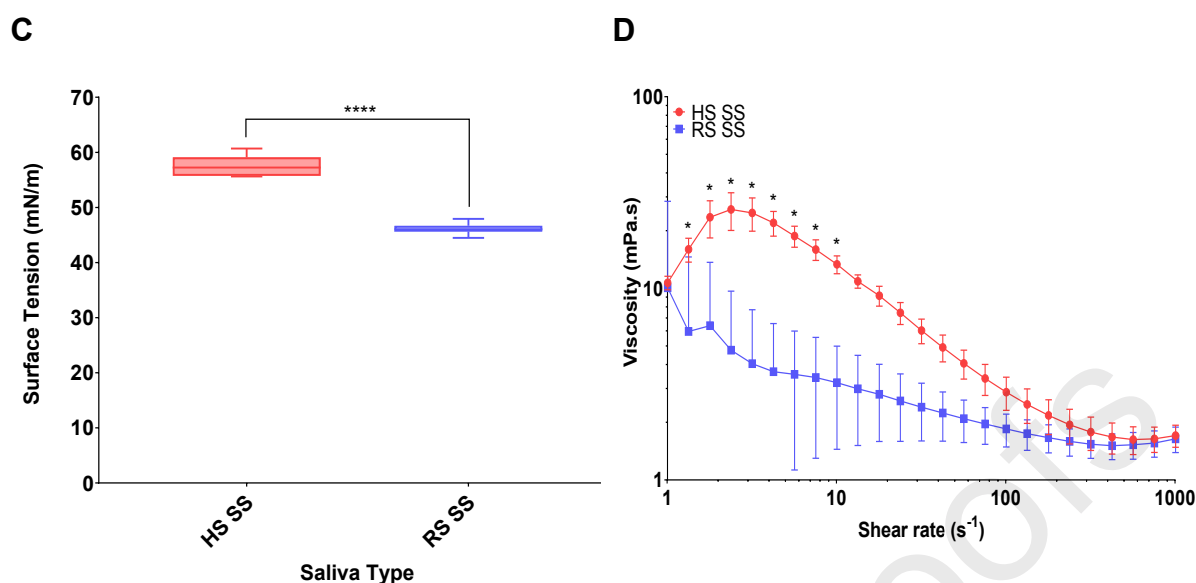 C
D
70
60
50
40
30
20
10
0
Surface Tension (mN/m)
****
HS SS
RS SS
Saliva Type
100
10
1
Viscosity (mPa.s)
HS SS
RS SS
* * * * * * * * *
1
10
100
1000
Shear rate (s⁻¹)
oofs